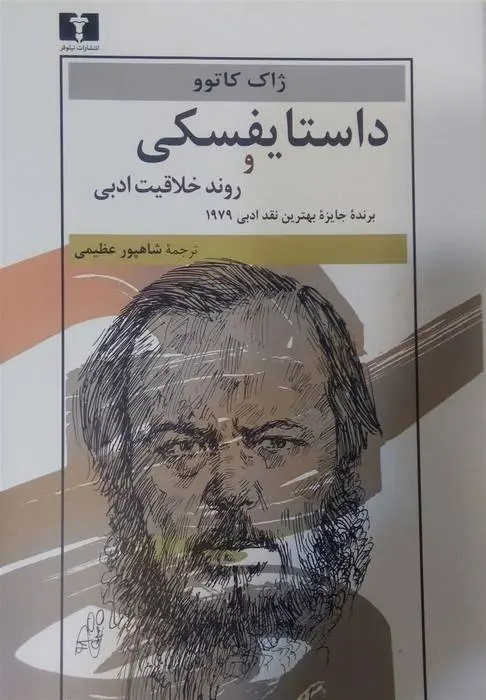 انتشارات نیلوفر
ژاک کاتوو
داستایفسکی
و
روند خلاقیت ادبی
برندهٔ جایزهٔ بهترین نقد ادبی ۱۹۷۹
ترجمهٔ شاهپور عظیمی